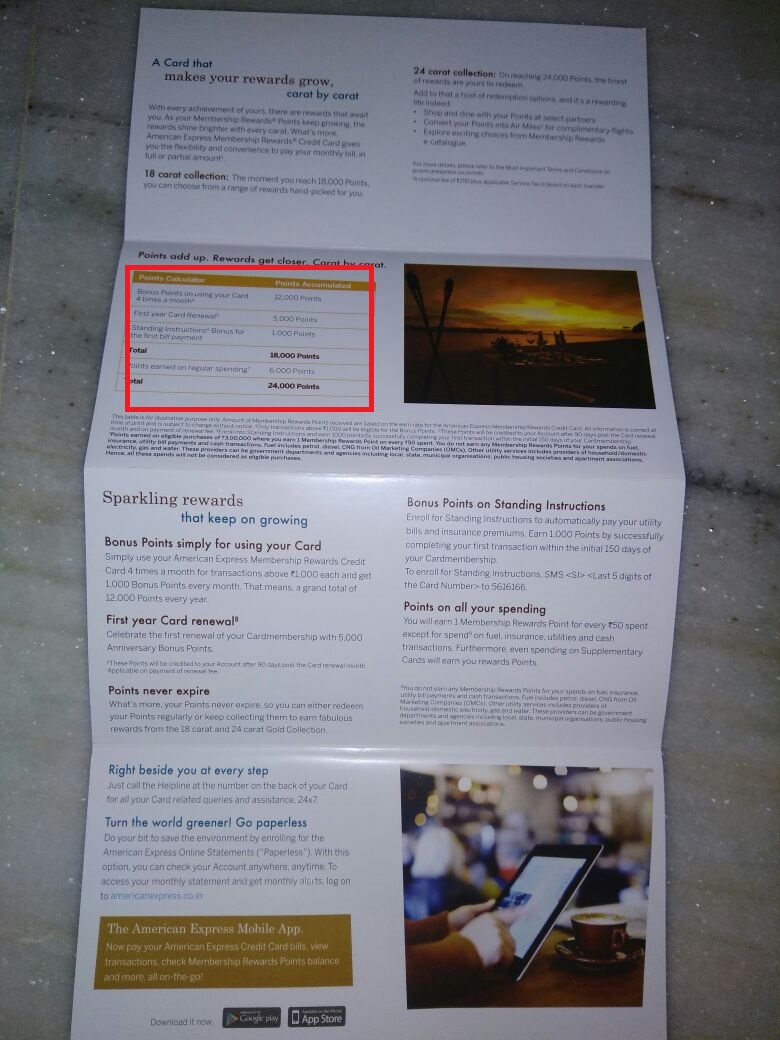 A Card that
makes your rewards grow,
carat by carat
With every achievement of yours, there are rewards that await
you. As your Membership Rewards® Points keep growing, the
rewards shine brighter with every carat. What's more,
American Express Membership Rewards® Credit Card gives
you the flexibility and convenience to pay your monthly bill, in
full or partial amount¹.
18 carat collection: The moment you reach 18,000 Points,
you can choose from a range of rewards hand-picked for you.
24 carat collection: On reaching 24,000 Points, the finest
of rewards are yours to redeem.
Add to that a host of redemption options, and it's a rewarding
life indeed:
• Shop and dine with your Points at select partners
• Convert your Points into Air Miles² for complimentary flights
• Explore exciting choices from Membership Rewards
e-catalogue.
¹For more details, please refer to the Most Important Terms and Conditions on
americanexpress.co.in/mitc
²A nominal fee of ₹250 plus applicable Service Tax is levied on each transfer
Points add up. Rewards get closer. Carat by carat.
Points Calculator Points Accumulated
Bonus Points on using your Card
4 times a month⁴ 12,000 Points
First year Card Renewal⁵ 5,000 Points
Standing Instructions⁶ Bonus for
the first bill payment 1,000 Points
Total 18,000 Points
Points earned on regular spending⁷ 6,000 Points
Total 24,000 Points
This table is for illustrative purpose only. Amount of Membership Rewards Points received are based on the earn rate for the American Express Membership Rewards Credit Card. All information is correct at
time of print and is subject to change without notice. ⁴Only transactions above ₹1,000 will be eligible for the Bonus Points. ⁵These Points will be credited to your Account after 90 days post the Card renewal
month and on payment of renewal fee. ⁶Enroll into Standing Instructions and earn 1000 points by successfully completing your first transaction within the initial 150 days of your Cardmembership.
⁷Points earned on eligible purchases of ₹3,00,000 where you earn 1 Membership Rewards Point on every ₹50 spent. You do not earn any Membership Rewards Points for your spends on fuel,
insurance, utility bill payments and cash transactions. Fuel includes petrol, diesel, CNG from Oil Marketing Companies (OMCs). Other utility services includes providers of household/domestic
electricity, gas and water. These providers can be government departments and agencies including local, state, municipal organisations; public housing societies and apartment associations.
Hence, all these spends will not be considered as eligible purchases.
Sparkling rewards
that keep on growing
Bonus Points simply for using your Card
Simply use your American Express Membership Rewards Credit
Card 4 times a month for transactions above ₹1,000 each and get
1,000 Bonus Points every month. That means, a grand total of
12,000 Points every year.
First year Card renewal⁸
Celebrate the first renewal of your Cardmembership with 5,000
Anniversary Bonus Points.
⁸These Points will be credited to your Account after 90 days post the Card renewal month.
Applicable on payment of renewal fee.
Points never expire
What's more, your Points never expire, so you can either redeem
your Points regularly or keep collecting them to earn fabulous
rewards from the 18 carat and 24 carat Gold Collection.
Bonus Points on Standing Instructions
Enroll for Standing Instructions to automatically pay your utility
bills and insurance premiums. Earn 1,000 Points by successfully
completing your first transaction within the initial 150 days of
your Cardmembership.
To enroll for Standing Instructions, SMS <SI> <Last 5 digits of
the Card Number> to 5616166.
Points on all your spending
You will earn 1 Membership Rewards Point for every ₹50 spent
except for spend⁹ on fuel, insurance, utilities and cash
transactions. Furthermore, even spending on Supplementary
Cards will earn you rewards Points.
⁹You do not earn any Membership Rewards Points for your spends on fuel, insurance,
utility bill payments and cash transactions. Fuel includes petrol, diesel, CNG from Oil
Marketing Companies (OMCs). Other utility services includes providers of
household/domestic electricity, gas and water. These providers can be government
departments and agencies including local, state, municipal organisations; public housing
societies and apartment associations.
Right beside you at every step
Just call the Helpline at the number on the back of your Card
for all your Card related queries and assistance, 24x7.
Turn the world greener! Go paperless
Do your bit to save the environment by enrolling for the
American Express Online Statements ("Paperless"). With this
option, you can check your Account anywhere, anytime. To
access your monthly statement and get monthly alerts, log on
to americanexpress.co.in
The American Express Mobile App.
Now pay your American Express Credit Card bills, view
transactions, check Membership Rewards Points balance
and more, all on-the-go!
Download it now:
Google play
Available on the iPhone
App Store